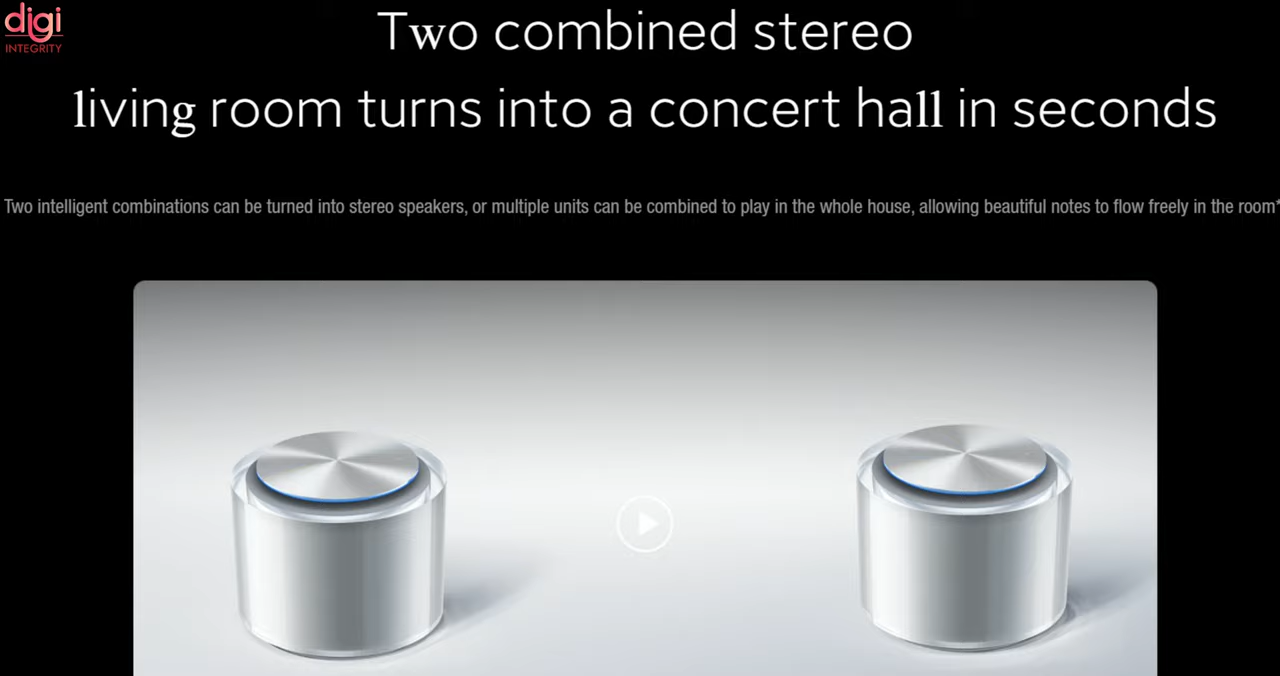 digi
INTEGRITY
Two combined stereo
living room turns into a concert hall in seconds
Two intelligent combinations can be turned into stereo speakers, or multiple units can be combined to play in the whole house, allowing beautiful notes to flow freely in the room*